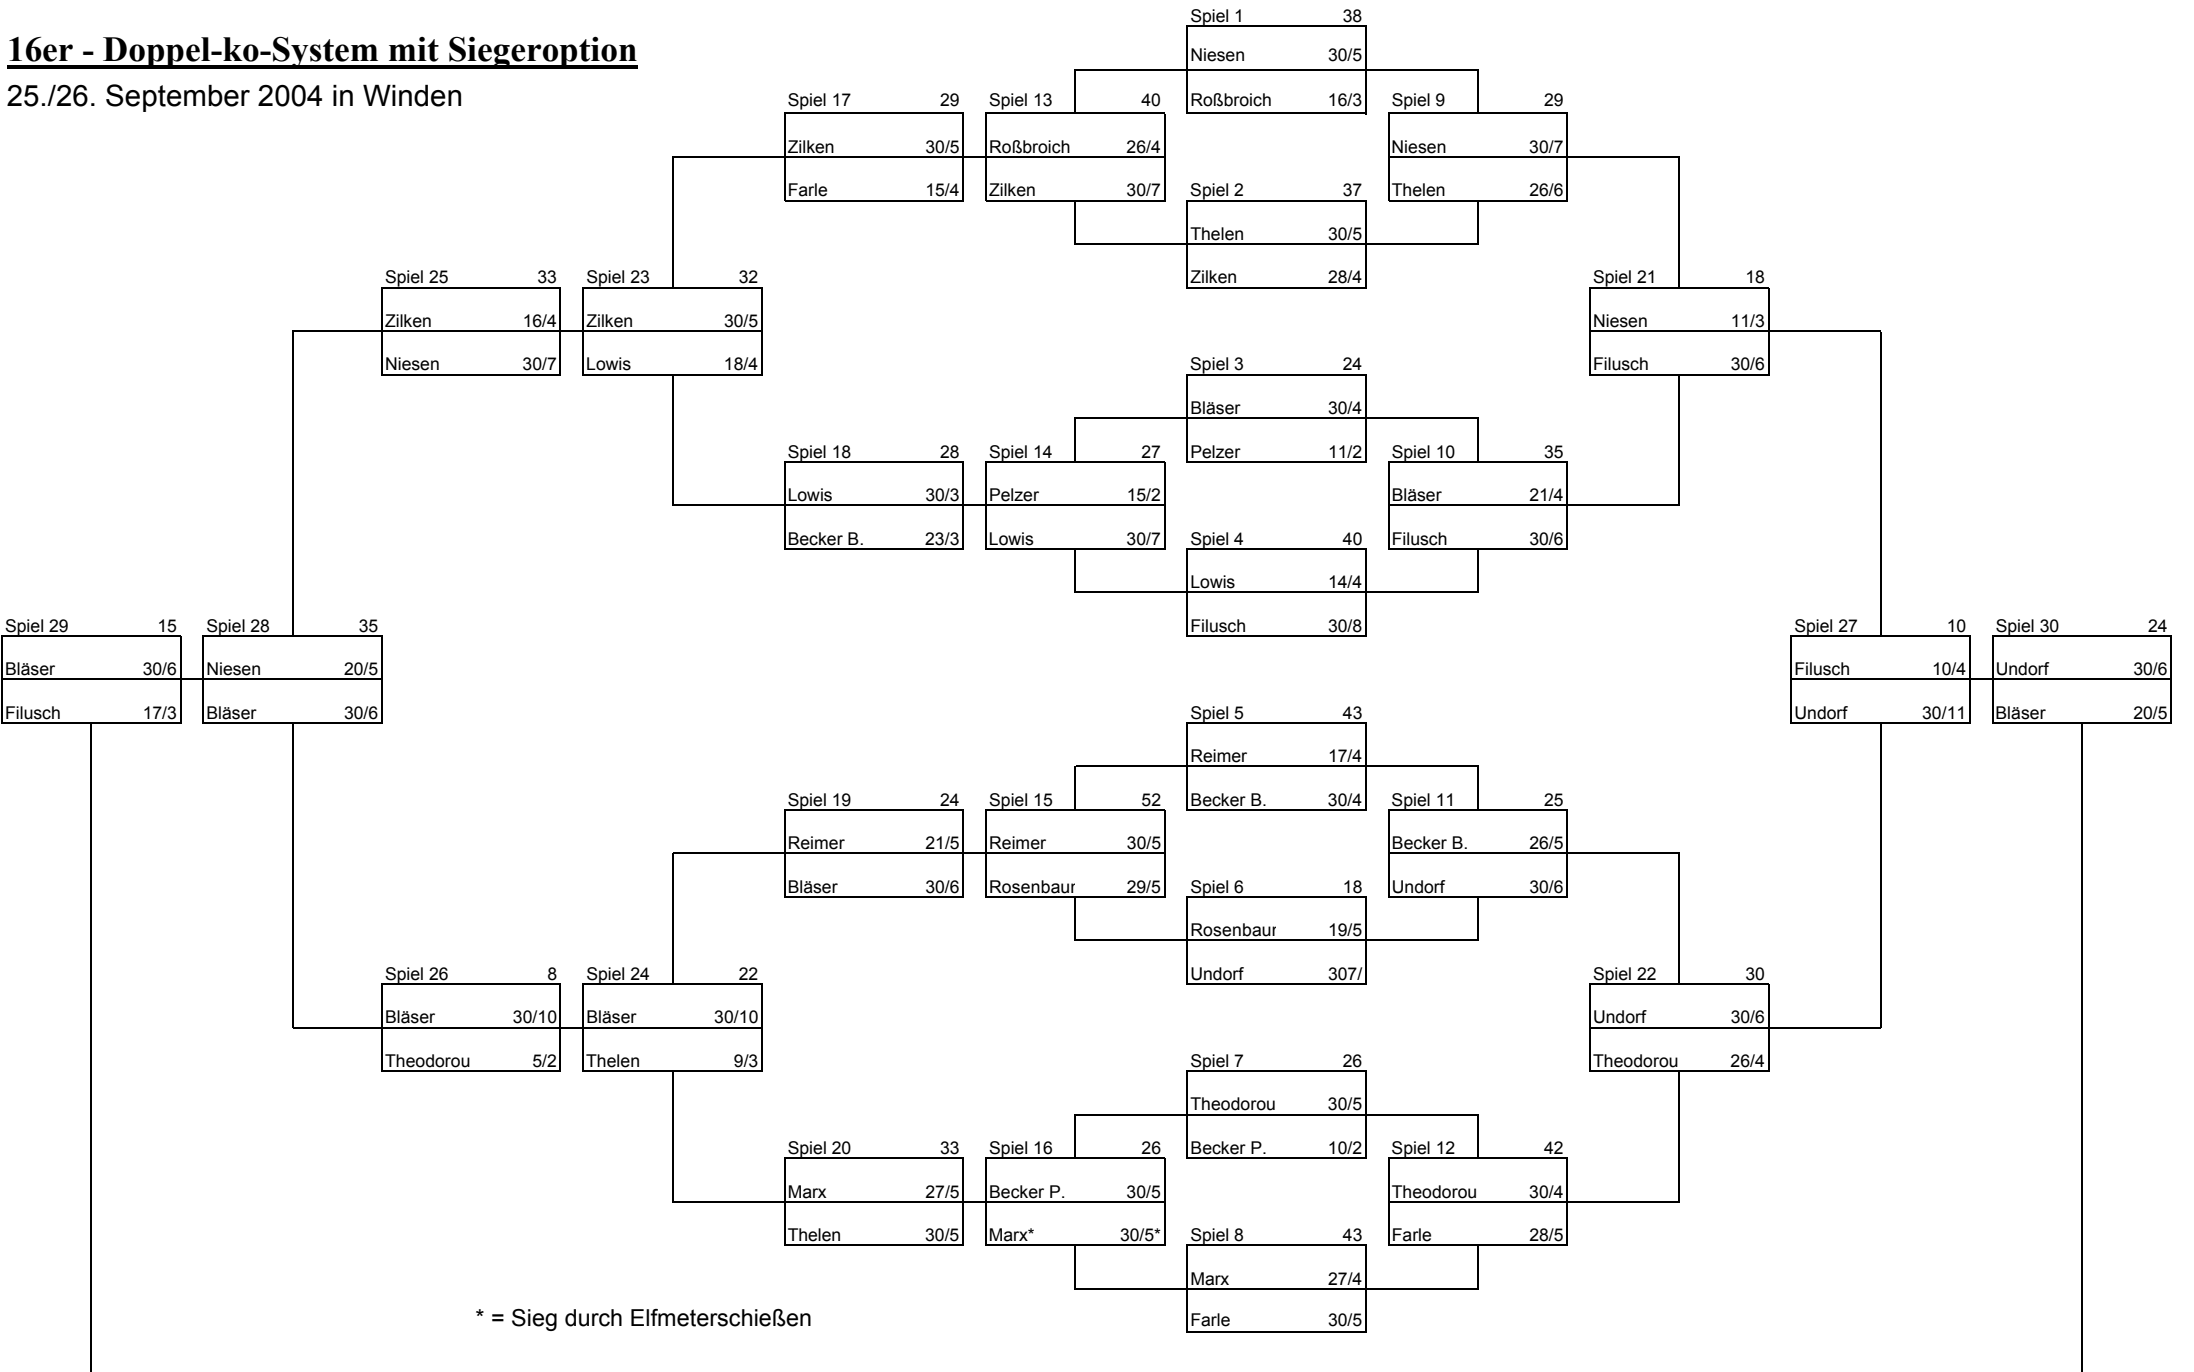 16er - Doppel-ko-System mit Siegeroption
25./26. September 2004 in Winden
Spiel 1 38
Niesen 30/5
Roßbroich 16/3
Spiel 17 29
Zilken 30/5
Farle 15/4
Spiel 13 40
Roßbroich 26/4
Zilken 30/7
Spiel 9 29
Niesen 30/7
Thelen 26/6
Spiel 2 37
Thelen 30/5
Zilken 28/4
Spiel 25 33
Zilken 16/4
Niesen 30/7
Spiel 23 32
Zilken 30/5
Lowis 18/4
Spiel 21 18
Niesen 11/3
Filusch 30/6
Spiel 3 24
Bläser 30/4
Pelzer 11/2
Spiel 18 28
Lowis 30/3
Becker B. 23/3
Spiel 14 27
Pelzer 15/2
Lowis 30/7
Spiel 10 35
Bläser 21/4
Filusch 30/6
Spiel 4 40
Lowis 14/4
Filusch 30/8
Spiel 29 15
Bläser 30/6
Filusch 17/3
Spiel 28 35
Niesen 20/5
Bläser 30/6
Spiel 27 10
Filusch 10/4
Undorf 30/11
Spiel 30 24
Undorf 30/6
Bläser 20/5
Spiel 5 43
Reimer 17/4
Becker B. 30/4
Spiel 19 24
Reimer 21/5
Bläser 30/6
Spiel 15 52
Reimer 30/5
Rosenbaur 29/5
Spiel 11 25
Becker B. 26/5
Undorf 30/6
Spiel 6 18
Rosenbaur 19/5
Undorf 307/
Spiel 26 8
Bläser 30/10
Theodorou 5/2
Spiel 24 22
Bläser 30/10
Thelen 9/3
Spiel 22 30
Undorf 30/6
Theodorou 26/4
Spiel 7 26
Theodorou 30/5
Becker P. 10/2
Spiel 20 33
Marx 27/5
Thelen 30/5
Spiel 16 26
Becker P. 30/5
Marx* 30/5*
Spiel 12 42
Theodorou 30/4
Farle 28/5
Spiel 8 43
Marx 27/4
Farle 30/5
* = Sieg durch Elfmeterschießen